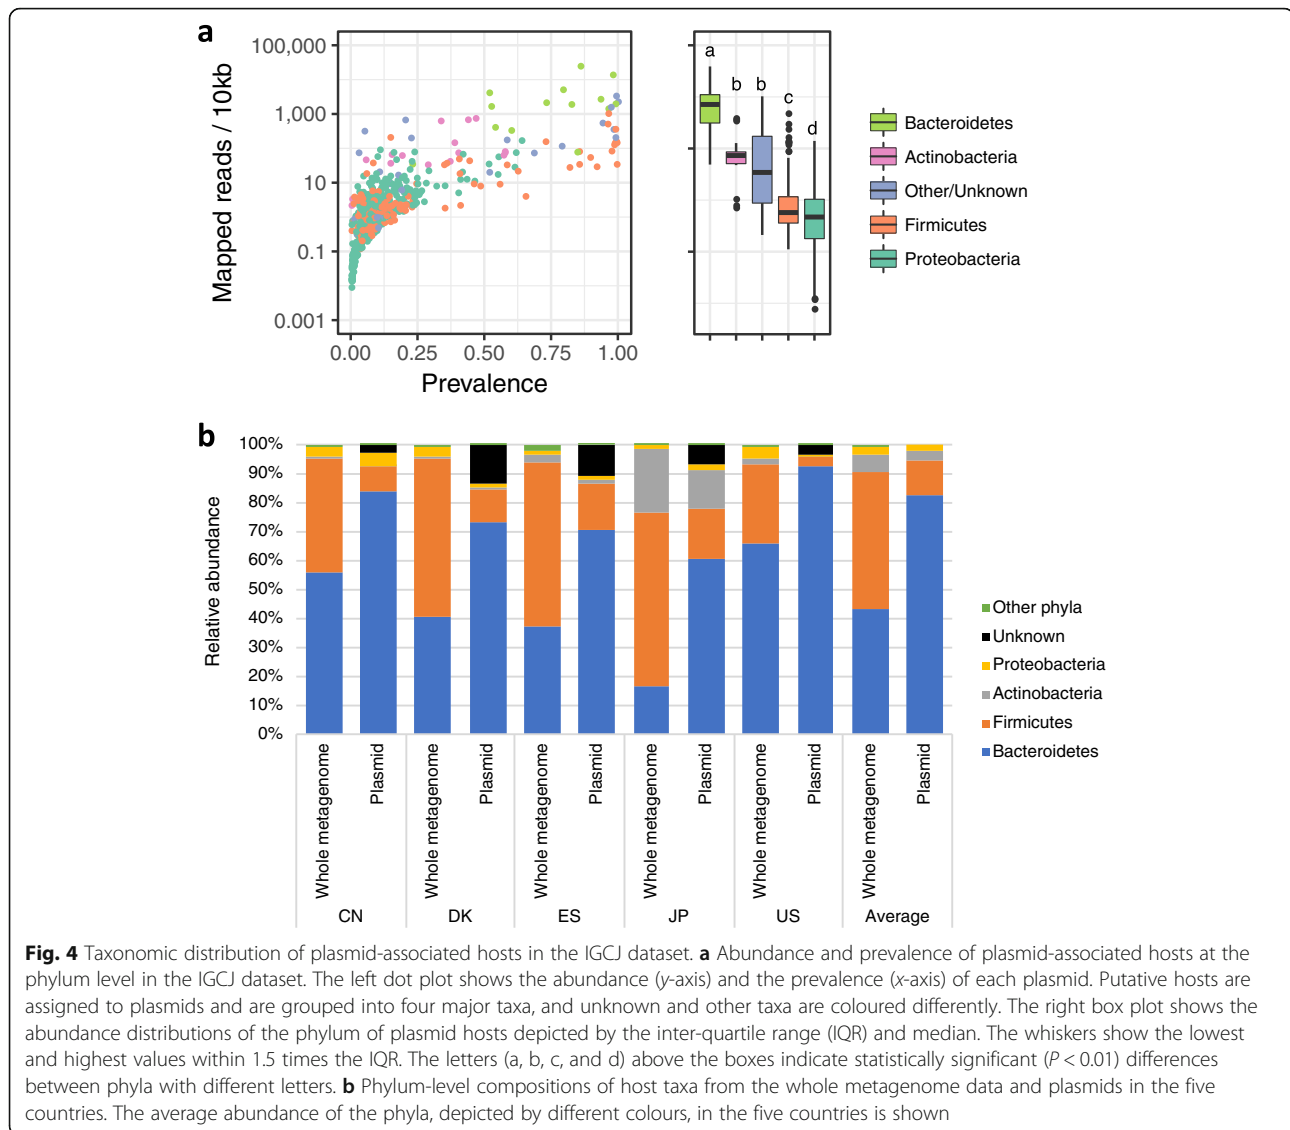 a
Mapped reads / 10kb
100,000
1,000
10
0.1
0.001
0.00 0.25 0.50 0.75 1.00
Prevalence
a
b b
c
d
Bacteroidetes
Actinobacteria
Other/Unknown
Firmicutes
Proteobacteria
b
Relative abundance
100%
90%
80%
70%
60%
50%
40%
30%
20%
10%
0%
Whole metagenome
Plasmid
Whole metagenome
Plasmid
Whole metagenome
Plasmid
Whole metagenome
Plasmid
Whole metagenome
Plasmid
Whole metagenome
Plasmid
CN DK ES JP US Average
Other phyla
Unknown
Proteobacteria
Actinobacteria
Firmicutes
Bacteroidetes
Fig. 4 Taxonomic distribution of plasmid-associated hosts in the IGCJ dataset. a Abundance and prevalence of plasmid-associated hosts at the
phylum level in the IGCJ dataset. The left dot plot shows the abundance (y-axis) and the prevalence (x-axis) of each plasmid. Putative hosts are
assigned to plasmids and are grouped into four major taxa, and unknown and other taxa are coloured differently. The right box plot shows the
abundance distributions of the phylum of plasmid hosts depicted by the inter-quartile range (IQR) and median. The whiskers show the lowest
and highest values within 1.5 times the IQR. The letters (a, b, c, and d) above the boxes indicate statistically significant (P < 0.01) differences
between phyla with different letters. b Phylum-level compositions of host taxa from the whole metagenome data and plasmids in the five
countries. The average abundance of the phyla, depicted by different colours, in the five countries is shown